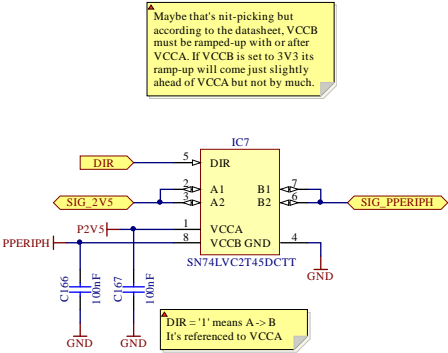 Maybe that's nit-picking but
according to the datasheet, VCCB
must be ramped-up with or after
VCCA. If VCCB is set to 3V3 its
ramp-up will come just slightly
ahead of VCCA but not by much.
IC7
DIR
5
DIR
SIG_2V5
2
A1
3
A2
B1
7
B2
6
SIG_PPERIPH
P2V5
1
VCCA
PPERIPH
8
VCCB
GND
4
SN74LVC2T45DCTT
GND
C166
100nF
C167
100nF
GND
GND
DIR = '1' means A -> B
It's referenced to VCCA